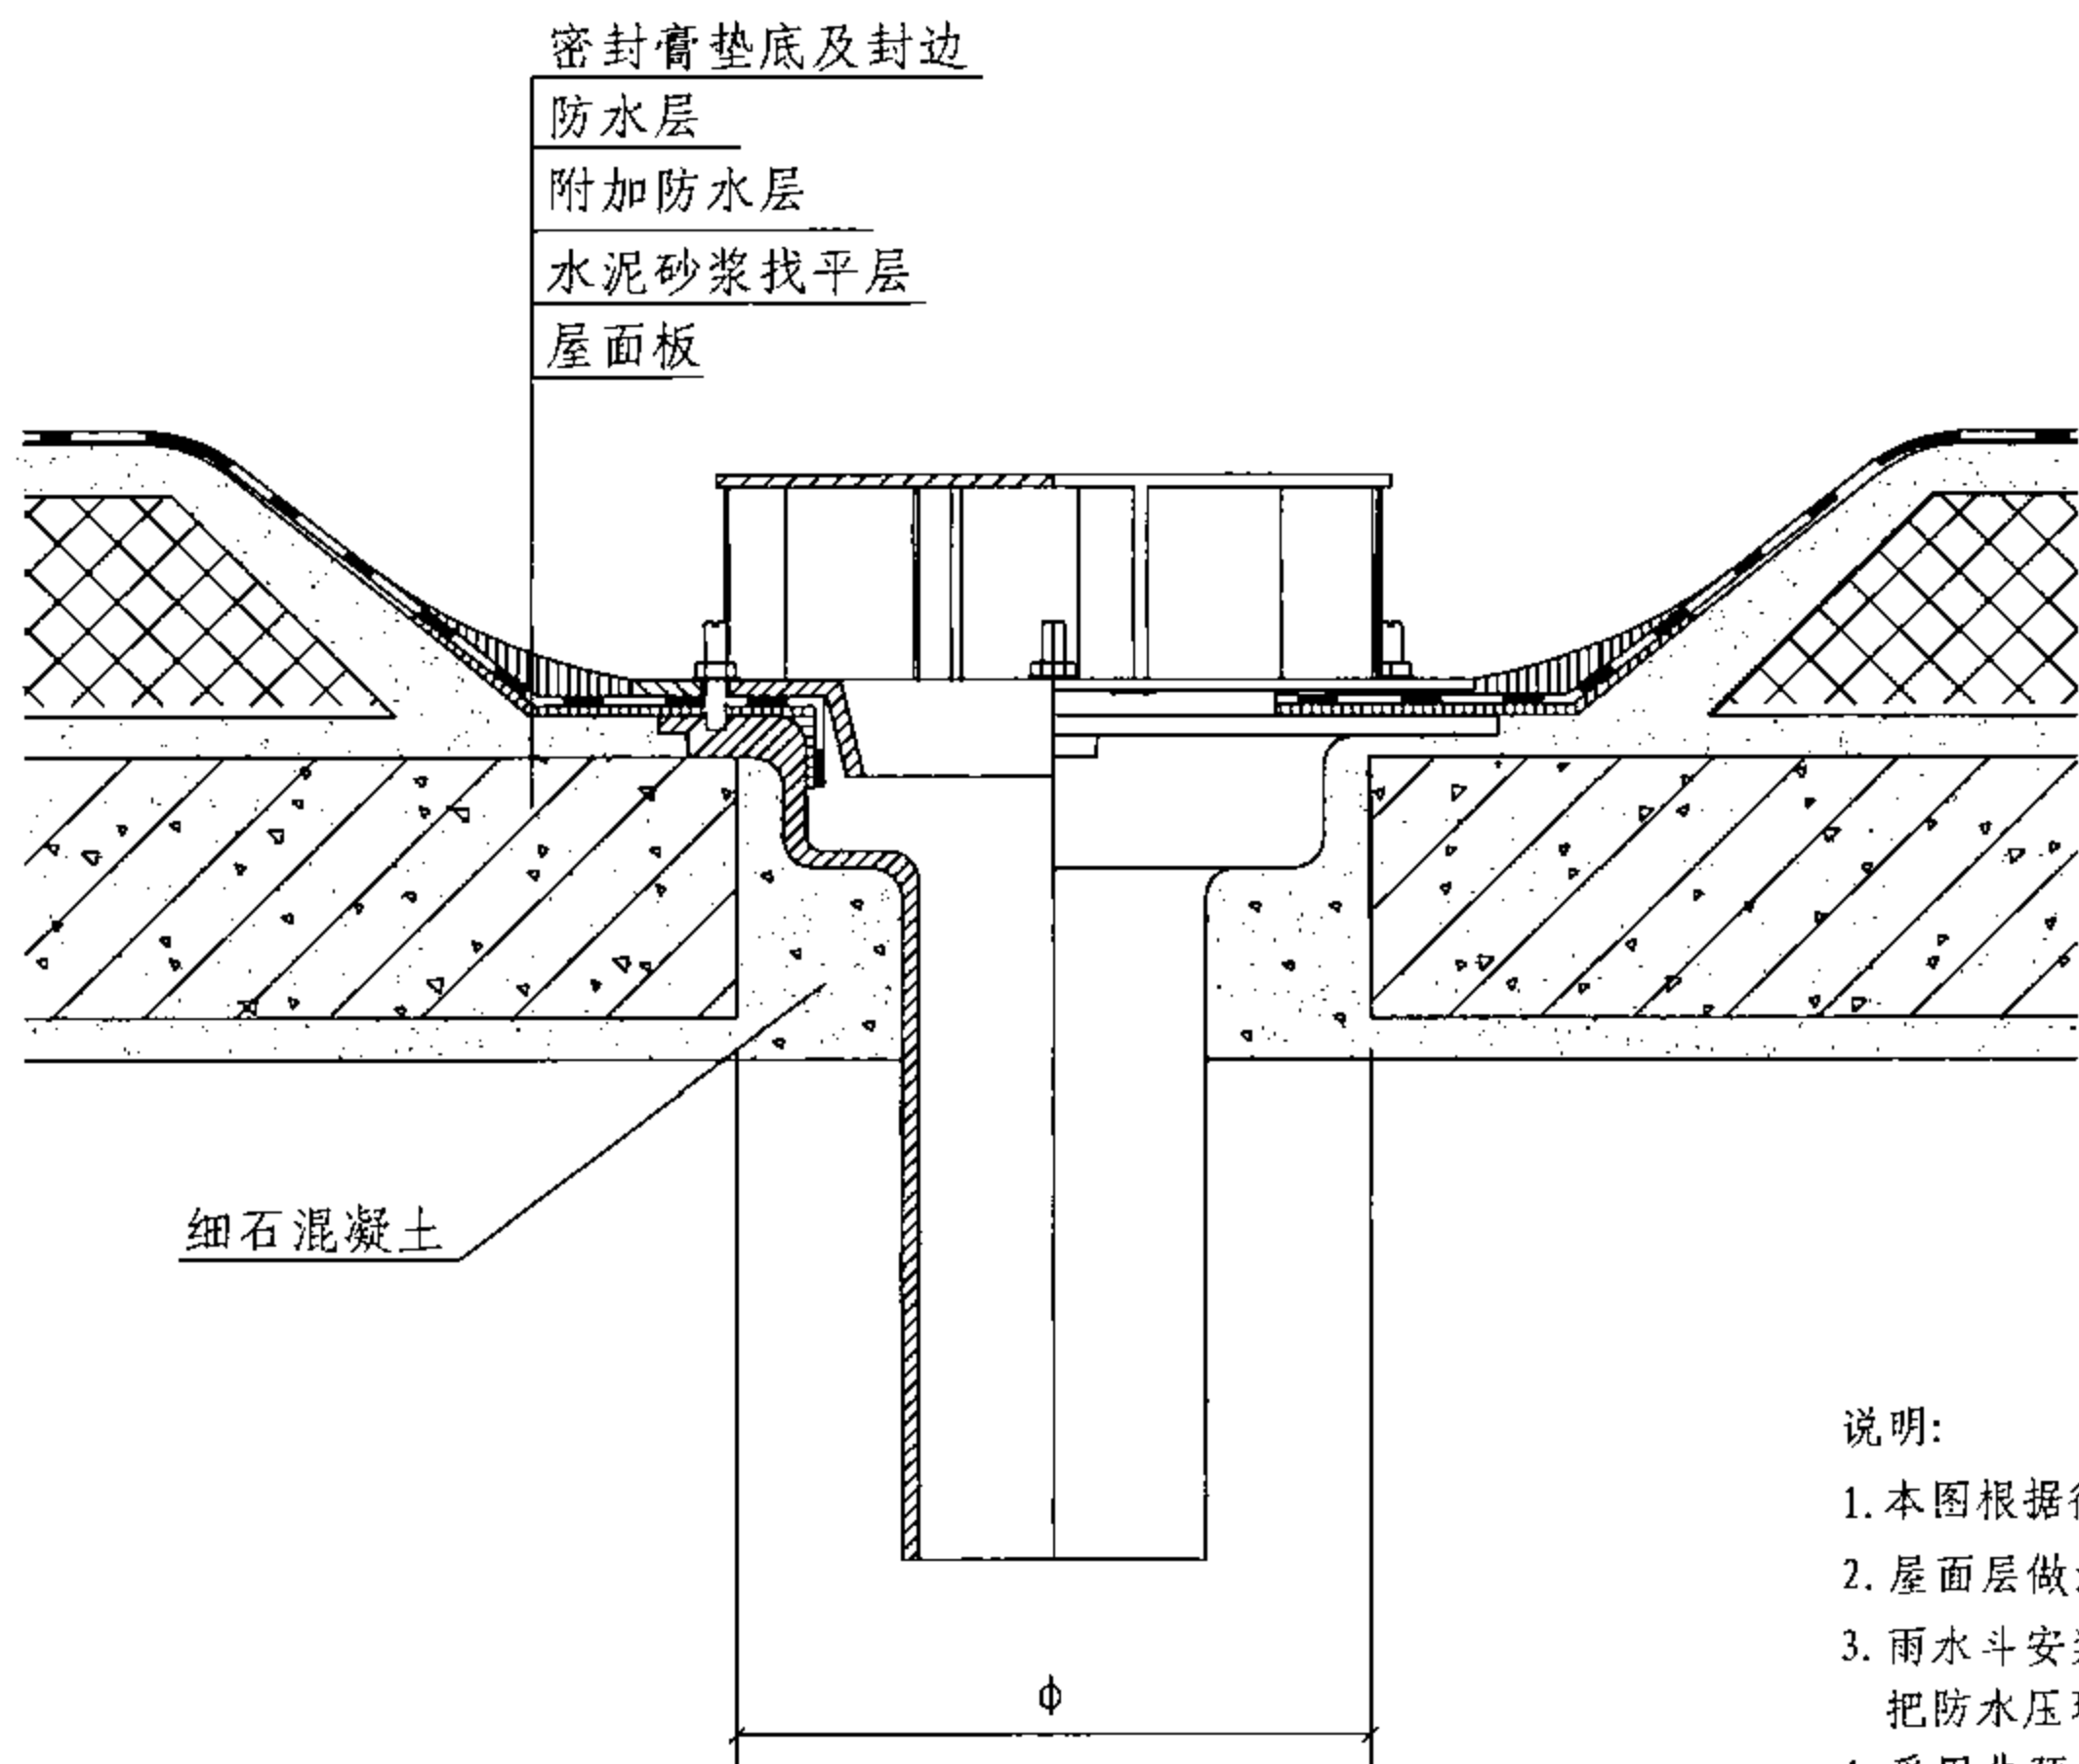 密封膏垫底及封边
防水层
附加防水层
水泥砂浆找平层
屋面板
细石混凝土
ф
说明:
1. 本图根据
2. 屋面层做
3. 雨水斗安
把防水压